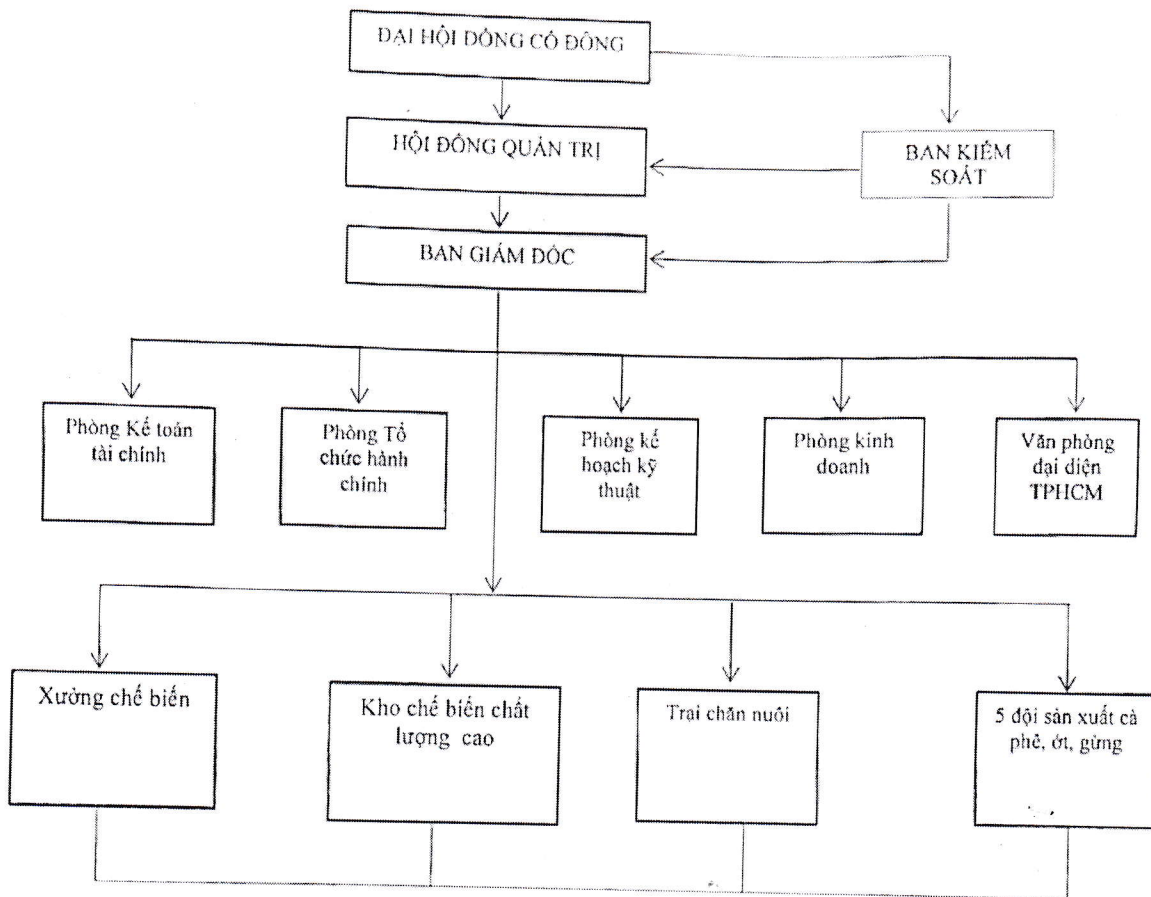 ĐẠI HỘI ĐỒNG CỔ ĐÔNG
HỘI ĐỒNG QUẢN TRỊ
BAN KIỂM
SOÁT
BAN GIÁM ĐỐC
Phòng Kế toán
tài chính
Phòng Tổ
chức hành
chính
Phòng kế
hoạch kỹ
thuật
Phòng kinh
doanh
Văn phòng
đại diện
TPHCM
Xưởng chế biến
Kho chế biến chất
lượng cao
Trại chăn nuôi
5 đội sản xuất cà
phê, ớt, gừng